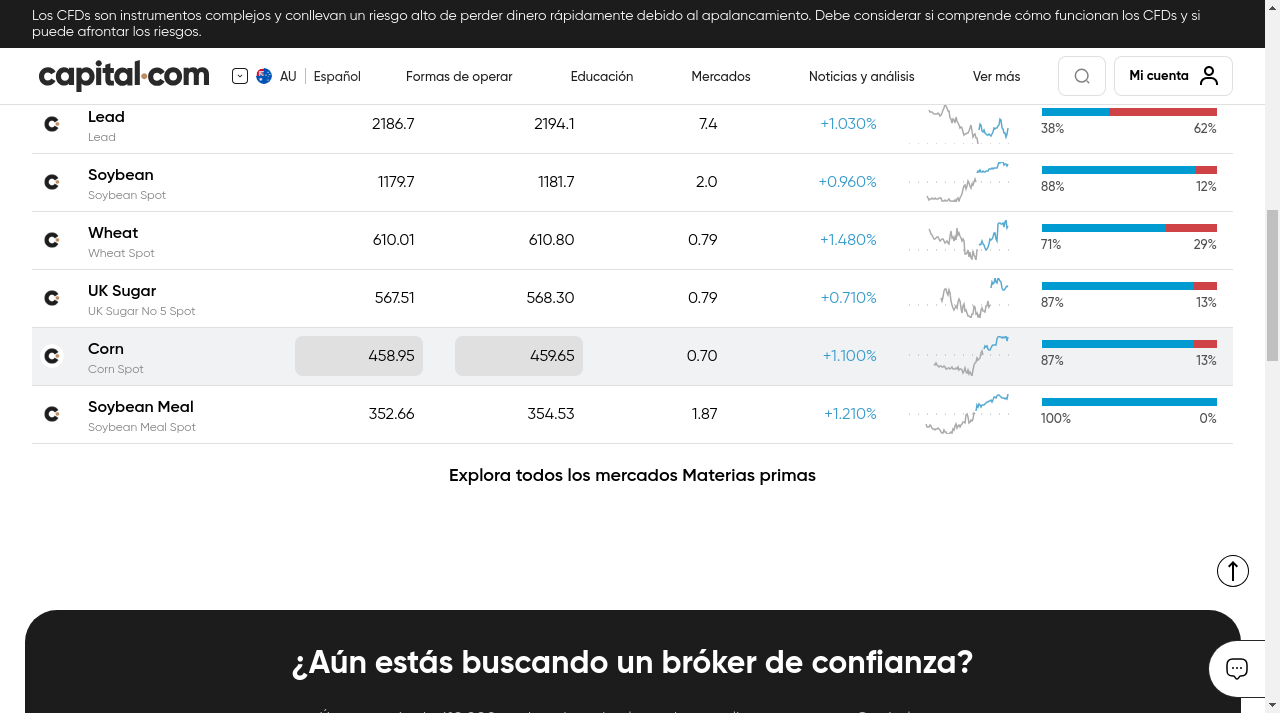 Los CFDs son instrumentos complejos y conllevan un riesgo alto de perder dinero rápidamente debido al apalancamiento. Debe considerar si comprende cómo funcionan los CFDs y si
puede afrontar los riesgos.
capital.com AU Español Formas de operar Educación Mercados Noticias y análisis Ver más Mi cuenta
Lead 2186.7 2194.1 7.4 +1.030% 38% 62%
Lead
Soybean 1179.7 1181.7 2.0 +0.960% 88% 12%
Soybean Spot
Wheat 610.01 610.80 0.79 +1.480% 71% 29%
Wheat Spot
UK Sugar 567.51 568.30 0.79 +0.710% 87% 13%
UK Sugar No 5 Spot
Corn 458.95 459.65 0.70 +1.100% 87% 13%
Corn Spot
Soybean Meal 352.66 354.53 1.87 +1.210% 100% 0%
Soybean Meal Spot
Explora todos los mercados Materias primas
¿Aún estás buscando un bróker de confianza?